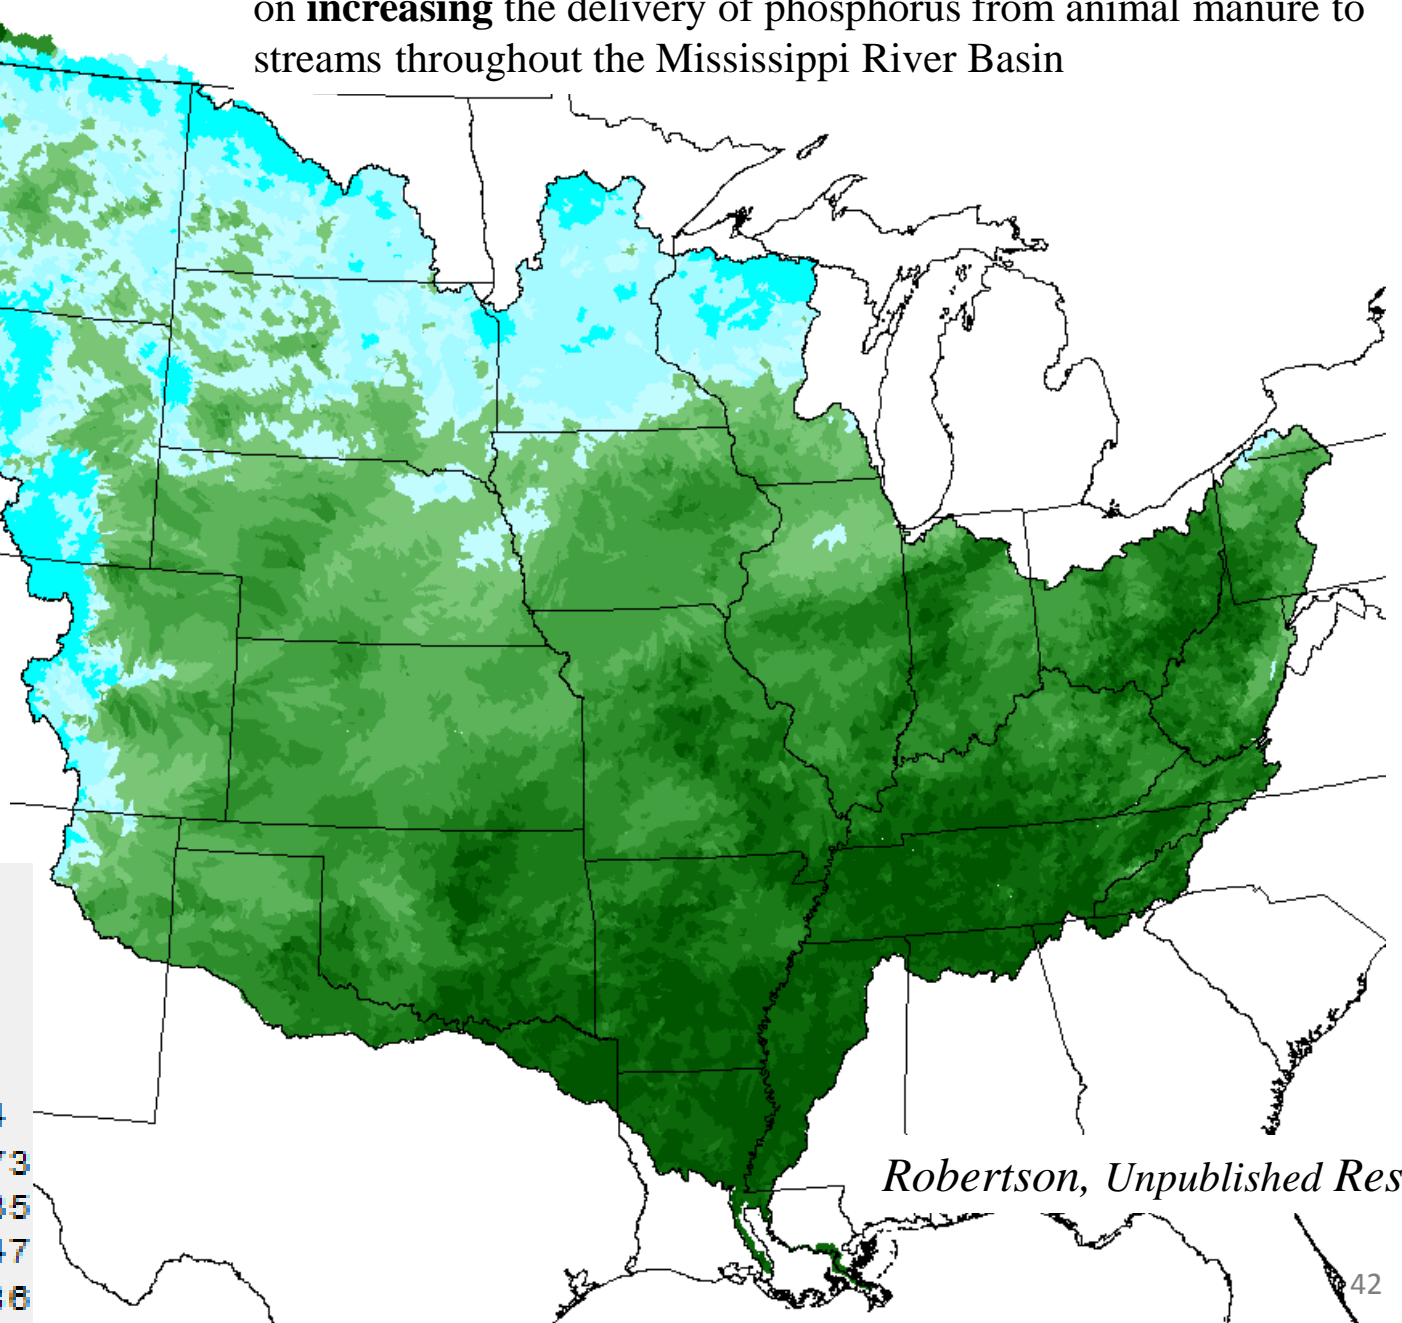 on increasing the delivery of phosphorus from animal manure to
streams throughout the Mississippi River Basin
Robertson, Unpublished Res
42